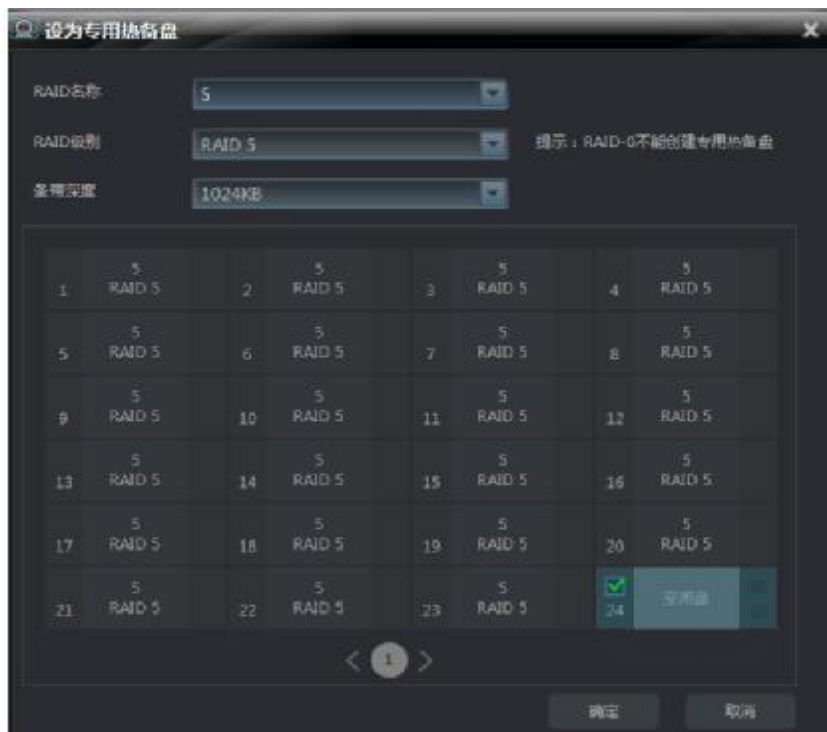 设为专用热备盘
RAID名称 5
RAID级别 RAID 5 提示：RAID-0不能创建专用热备盘
条带深度 1024KB
5 5 5 5
1 RAID 5 2 RAID 5 3 RAID 5 4 RAID 5
5 5 5 5
5 RAID 5 6 RAID 5 7 RAID 5 8 RAID 5
5 5 5 5
9 RAID 5 10 RAID 5 11 RAID 5 12 RAID 5
5 5 5 5
13 RAID 5 14 RAID 5 15 RAID 5 16 RAID 5
5 5 5 5
17 RAID 5 18 RAID 5 19 RAID 5 20 RAID 5
5 5 5
21 RAID 5 22 RAID 5 23 RAID 5 24
< 1 >
确定 取消